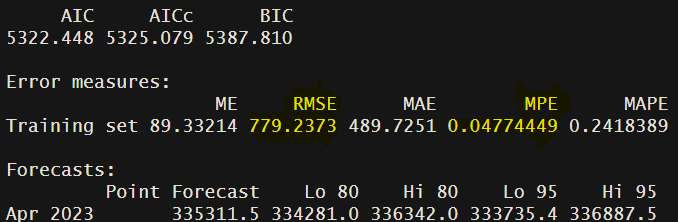 AIC AICc BIC
5322.448 5325.079 5387.810
Error measures:
ME RMSE MAE MPE MAPE
Training set 89.33214 779.2373 489.7251 0.04774449 0.2418389
Forecasts:
Point Forecast Lo 80 Hi 80 Lo 95 Hi 95
Apr 2023 335311.5 334281.0 336342.0 333735.4 336887.5